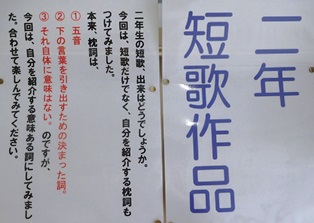 二年
短歌作品
二年生の短歌、出来はどうでしょうか。
今回は、短歌だけでなく、自分を紹介する枕詞も
つけてみました。
本来、枕詞は、
① 五音
② 下の言葉を引き出すための決まった詞。
③ それ自体に意味はない。のですが、
今回は、自分を紹介する意味ある詞にしてみまし
た。合わせて楽しんでみてください。